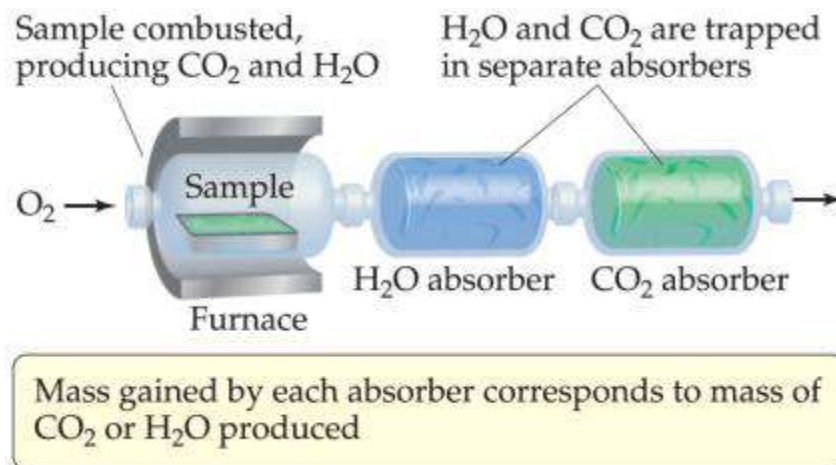 Sample combusted,
producing CO₂ and H₂O
H₂O and CO₂ are trapped
in separate absorbers
O₂
Sample
H₂O absorber
CO₂ absorber
Furnace
Mass gained by each absorber corresponds to mass of
CO₂ or H₂O produced